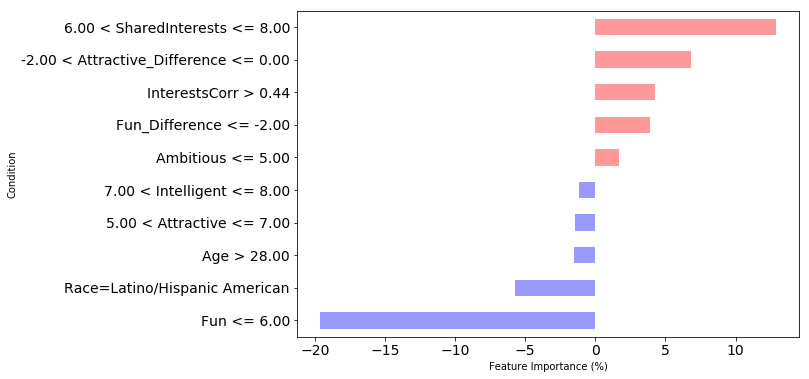 6.00 < SharedInterests <= 8.00
-2.00 < Attractive_Difference <= 0.00
InterestsCorr > 0.44
Fun_Difference <= -2.00
Ambitious <= 5.00
7.00 < Intelligent <= 8.00
5.00 < Attractive <= 7.00
Age > 28.00
Race=Latino/Hispanic American
Fun <= 6.00
Condition
−20 −15 −10 −5 0 5 10
Feature Importance (%)